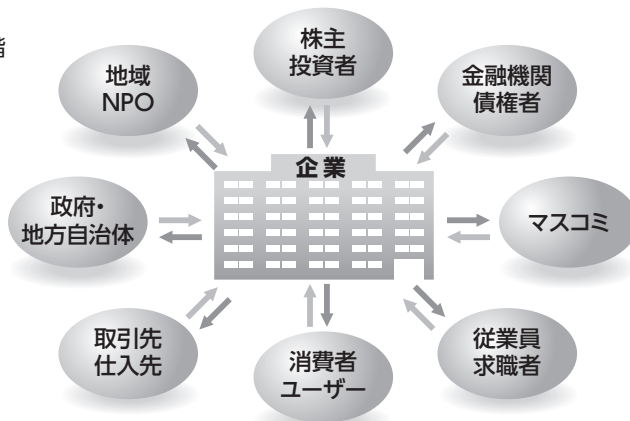 皆
株主
投資者
地域
NPO
金融機関
債権者
企業
政府・
地方自治体
マスコミ
取引先
仕入先
消費者
ユーザー
従業員
求職者